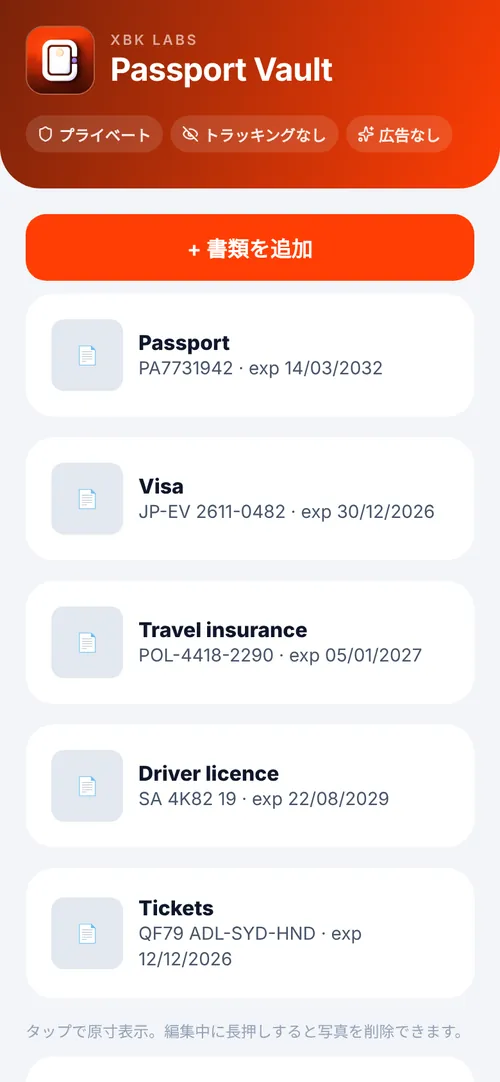 XBK LABS
Passport Vault
プライベート
トラッキングなし
広告なし
+ 書類を追加
Passport
PA7731942 · exp 14/03/2032
Visa
JP-EV 2611-0482 · exp 30/12/2026
Travel insurance
POL-4418-2290 · exp 05/01/2027
Driver licence
SA 4K82 19 · exp 22/08/2029
Tickets
QF79 ADL-SYD-HND · exp
12/12/2026
タップで原寸表示。編集中に長押しすると写真を削除できます。